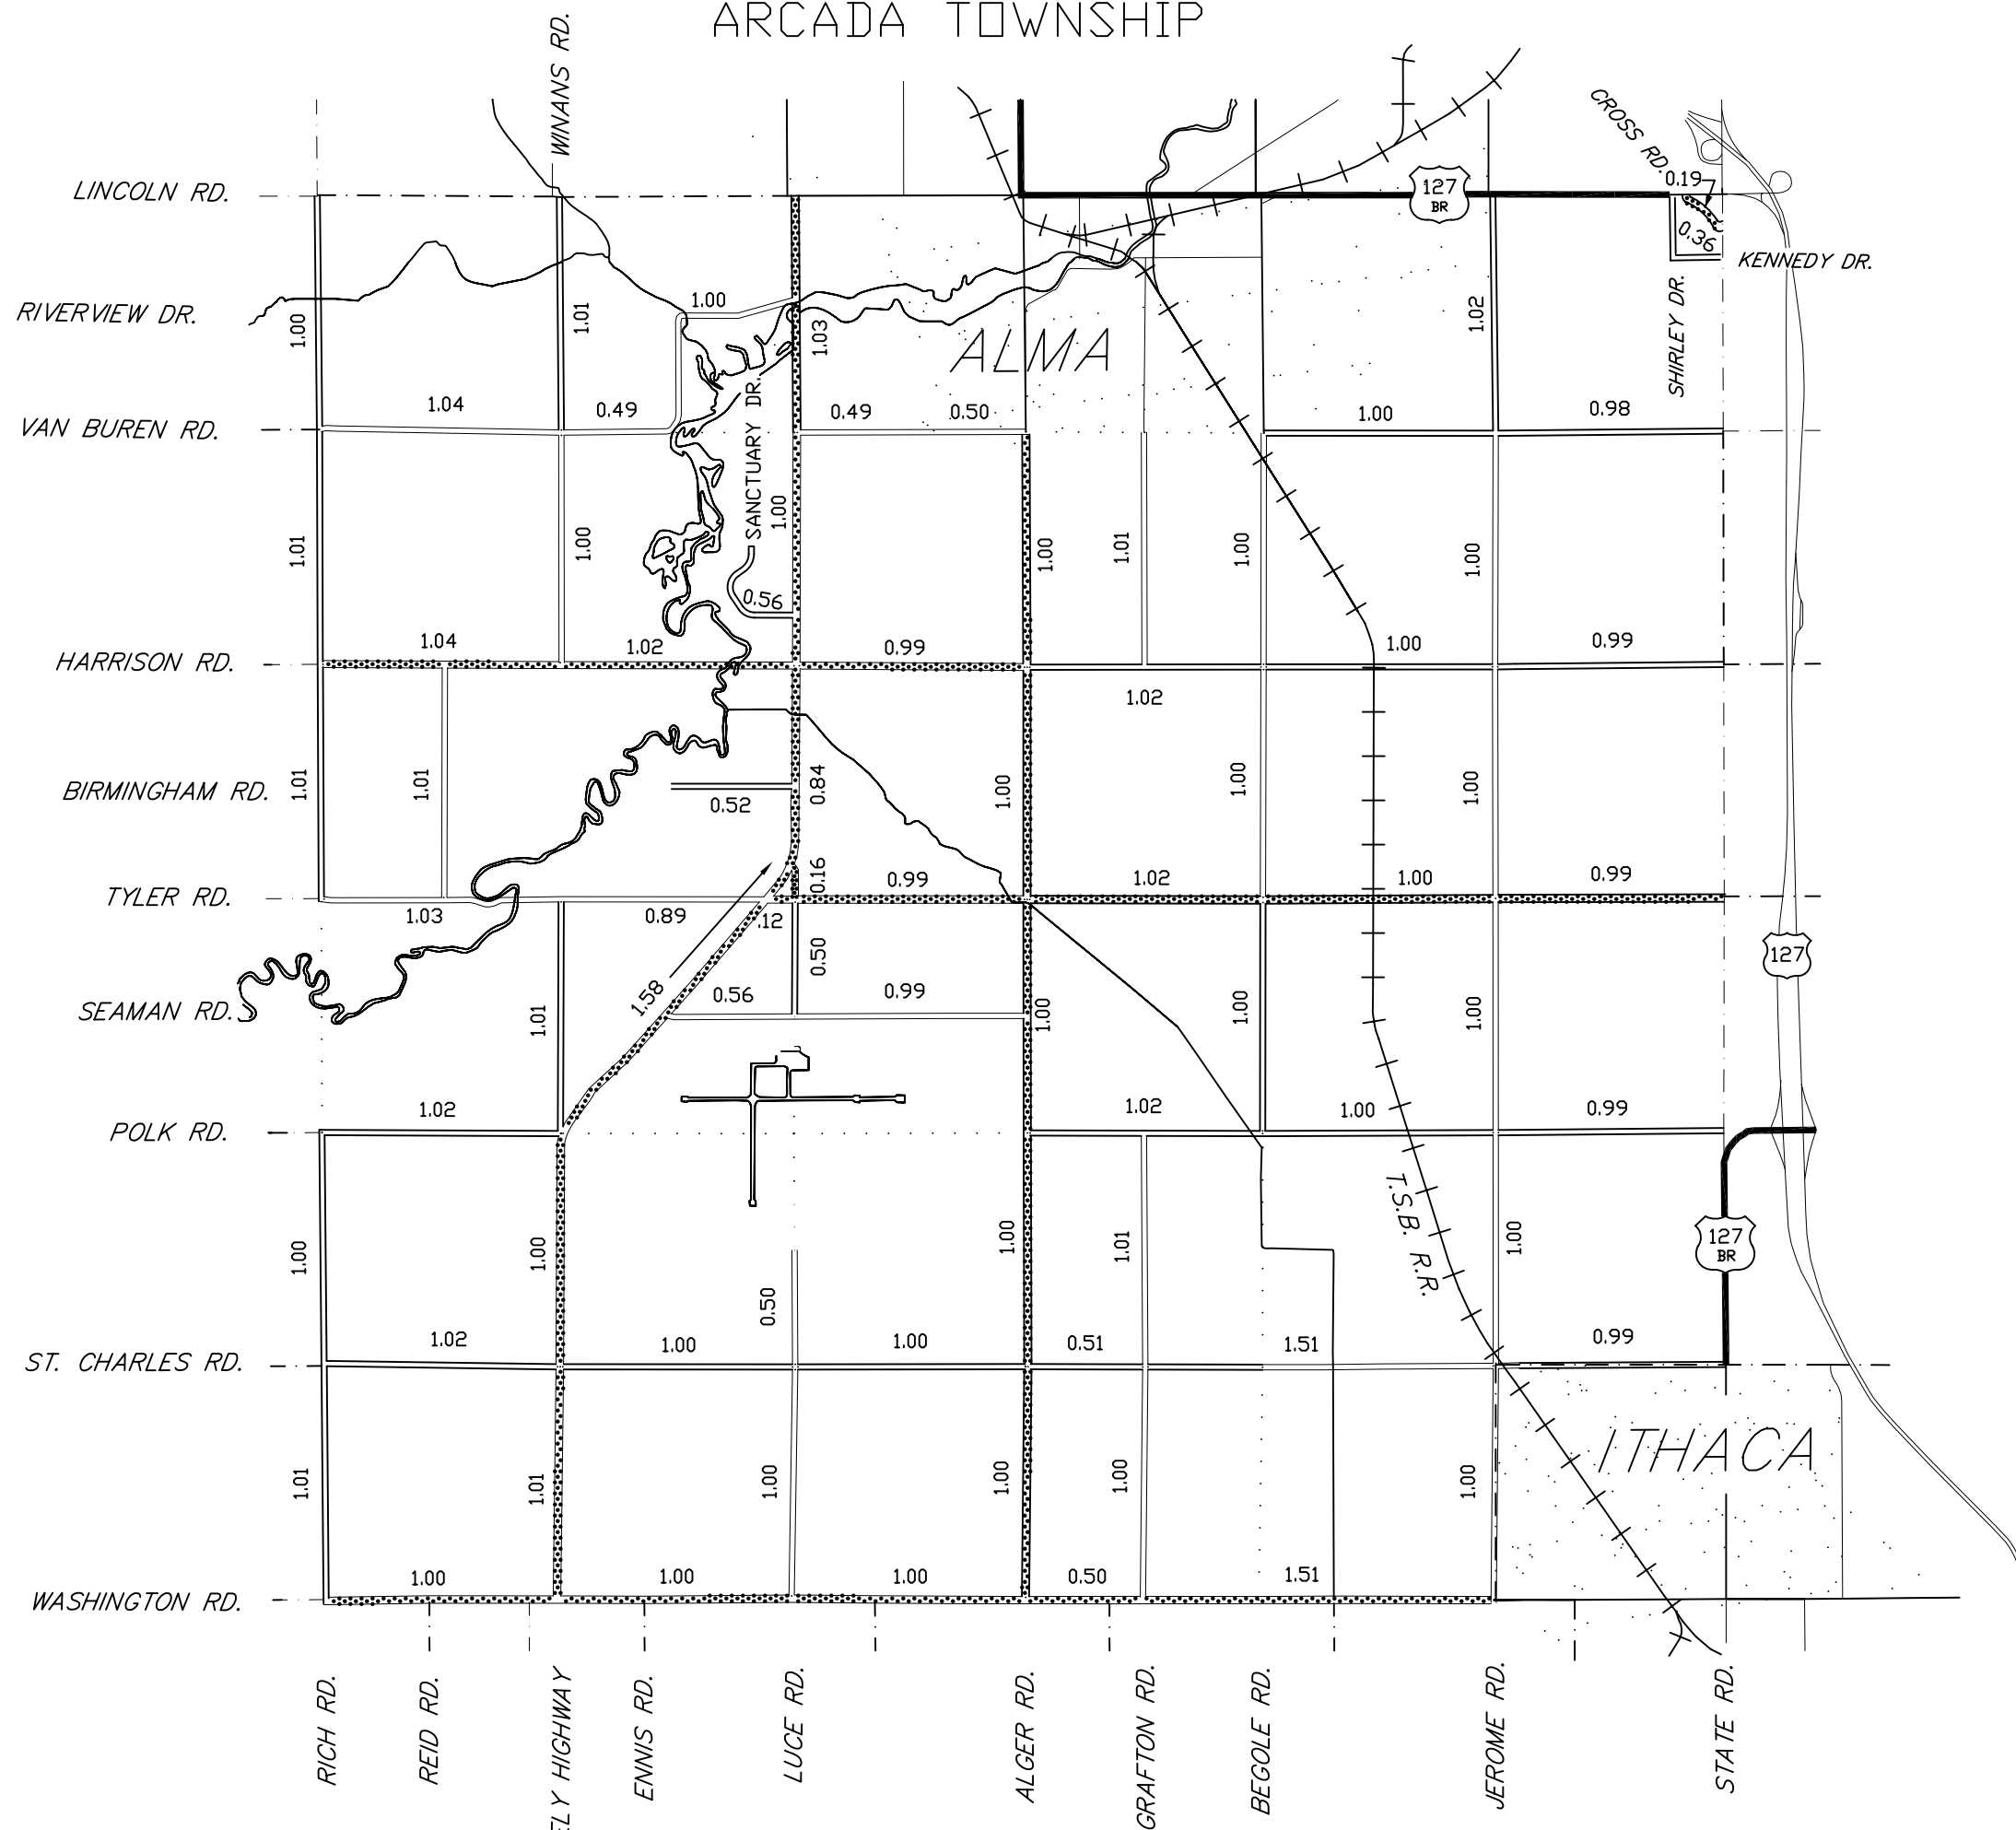 ARCADA TOWNSHIP
WINANS RD.
CROSS RD.
LINCOLN RD.
127
BR
0.19
0.36
KENNEDY DR.
RIVERVIEW DR.
1.00
1.01
1.00
1.03
ALMA
1.02
SHIRLEY DR.
1.04
0.49
SANCTUARY DR.
0.49
0.50
1.00
0.98
VAN BUREN RD.
1.01
1.00
1.00
1.00
1.01
1.00
1.00
0.56
1.04
1.02
0.99
1.00
0.99
HARRISON RD.
1.02
BIRMINGHAM RD.
1.01
1.01
0.52
0.84
1.00
1.00
1.00
0.16
0.99
1.02
1.00
0.99
TYLER RD.
1.03
0.89
.12
0.50
127
SEAMAN RD.
1.01
1.58
0.56
0.99
1.00
1.00
1.00
1.02
1.02
1.00
0.99
POLK RD.
1.00
1.00
1.00
1.01
T.S.B. R.R.
1.00
127
BR
0.50
1.02
1.00
1.00
0.51
1.51
0.99
ST. CHARLES RD.
ITHACA
1.01
1.01
1.00
1.00
1.00
1.00
1.00
1.00
1.00
0.50
1.51
WASHINGTON RD.
RICH RD.
REID RD.
ELY HIGHWAY
ENNIS RD.
LUCE RD.
ALGER RD.
GRAFTON RD.
BEGOLE RD.
JEROME RD.
STATE RD.